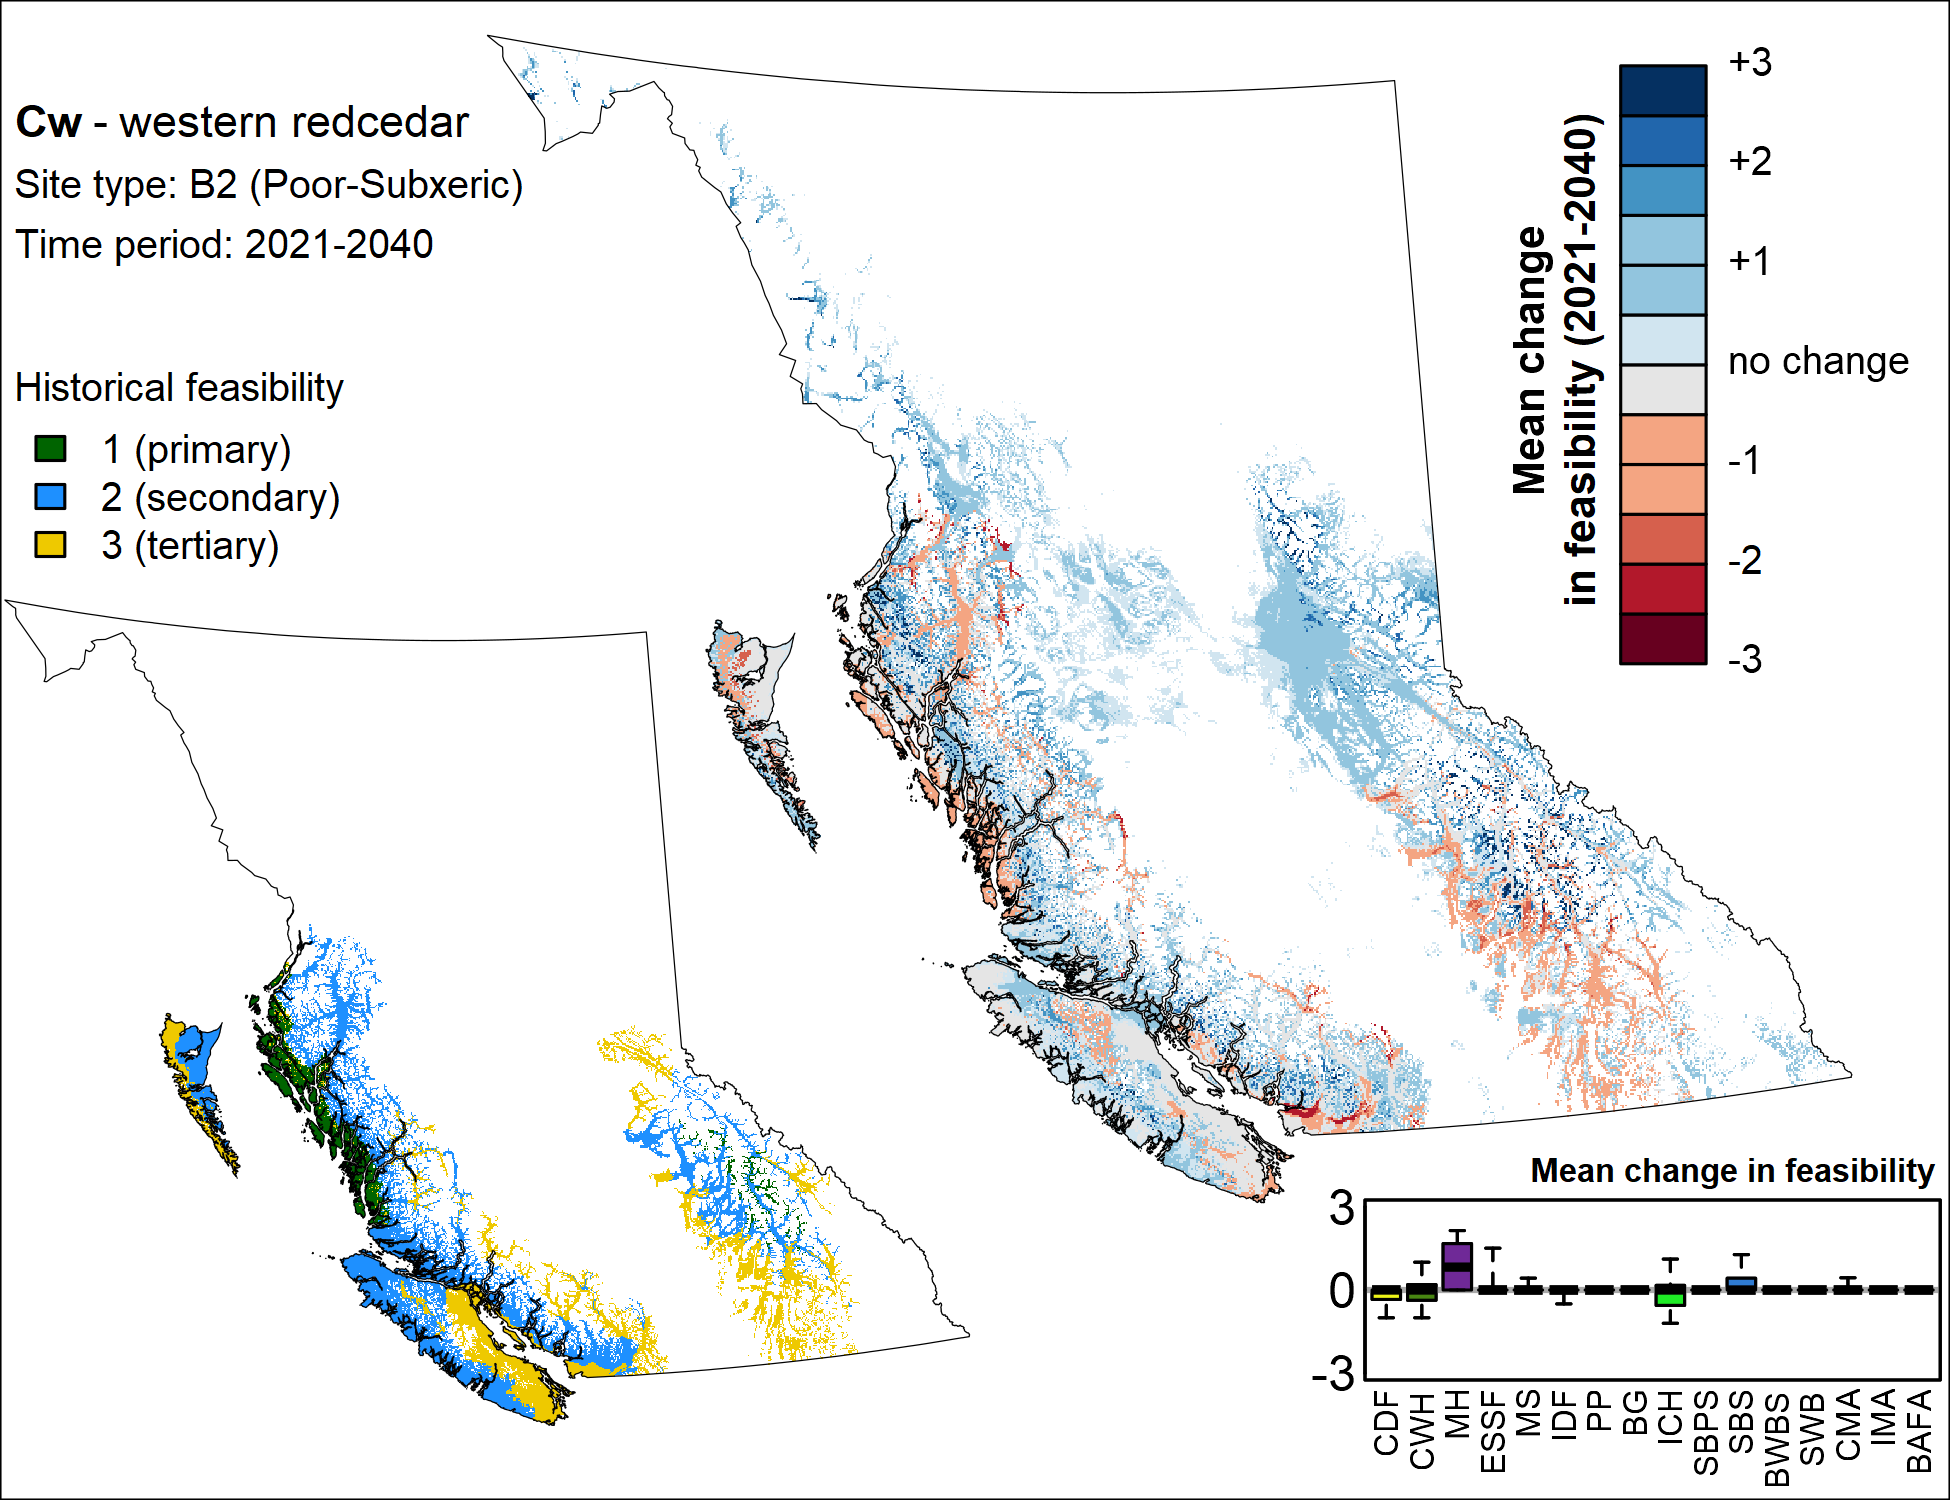 Cw - western redcedar
Site type: B2 (Poor-Subxeric)
Time period: 2021-2040
Historical feasibility
1 (primary)
2 (secondary)
3 (tertiary)
Mean change
in feasibility (2021-2040)
+3
+2
+1
no change
-1
-2
-3
Mean change in feasibility
3
0
-3
CDF
CWH
MH
ESSF
MS
IDF
PP
BG
ICH
SBPS
SBS
BWBS
SWB
CMA
IMA
BAFA